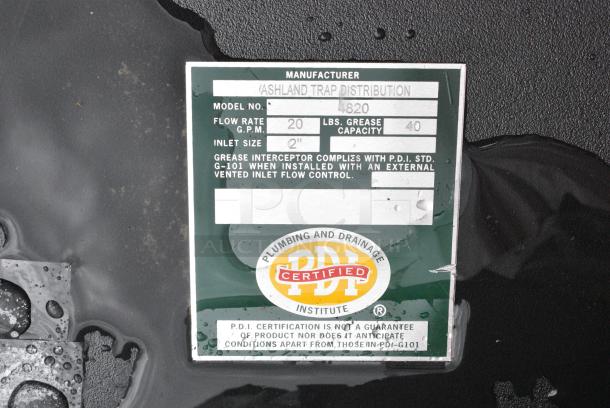 MANUFACTURER
ASHLAND TRAP DISTRIBUTION
MODEL NO. 4820
FLOW RATE G.P.M. 20 LBS. GREASE CAPACITY 40
INLET SIZE 2"
GREASE INTERCEPTOR COMPLIES WITH P.D.I. STD.
G-101 WHEN INSTALLED WITH AN EXTERNAL
VENTED INLET FLOW CONTROL.
PCI
AUCTIONS
PLUMBING AND DRAINAGE
PDI
CERTIFIED
INSTITUTE ®
P.D.I. CERTIFICATION IS NOT A GUARANTEE
OF PRODUCT NOR DOES IT ANTICIPATE
CONDITIONS APART FROM THOSE IN PDI-G101